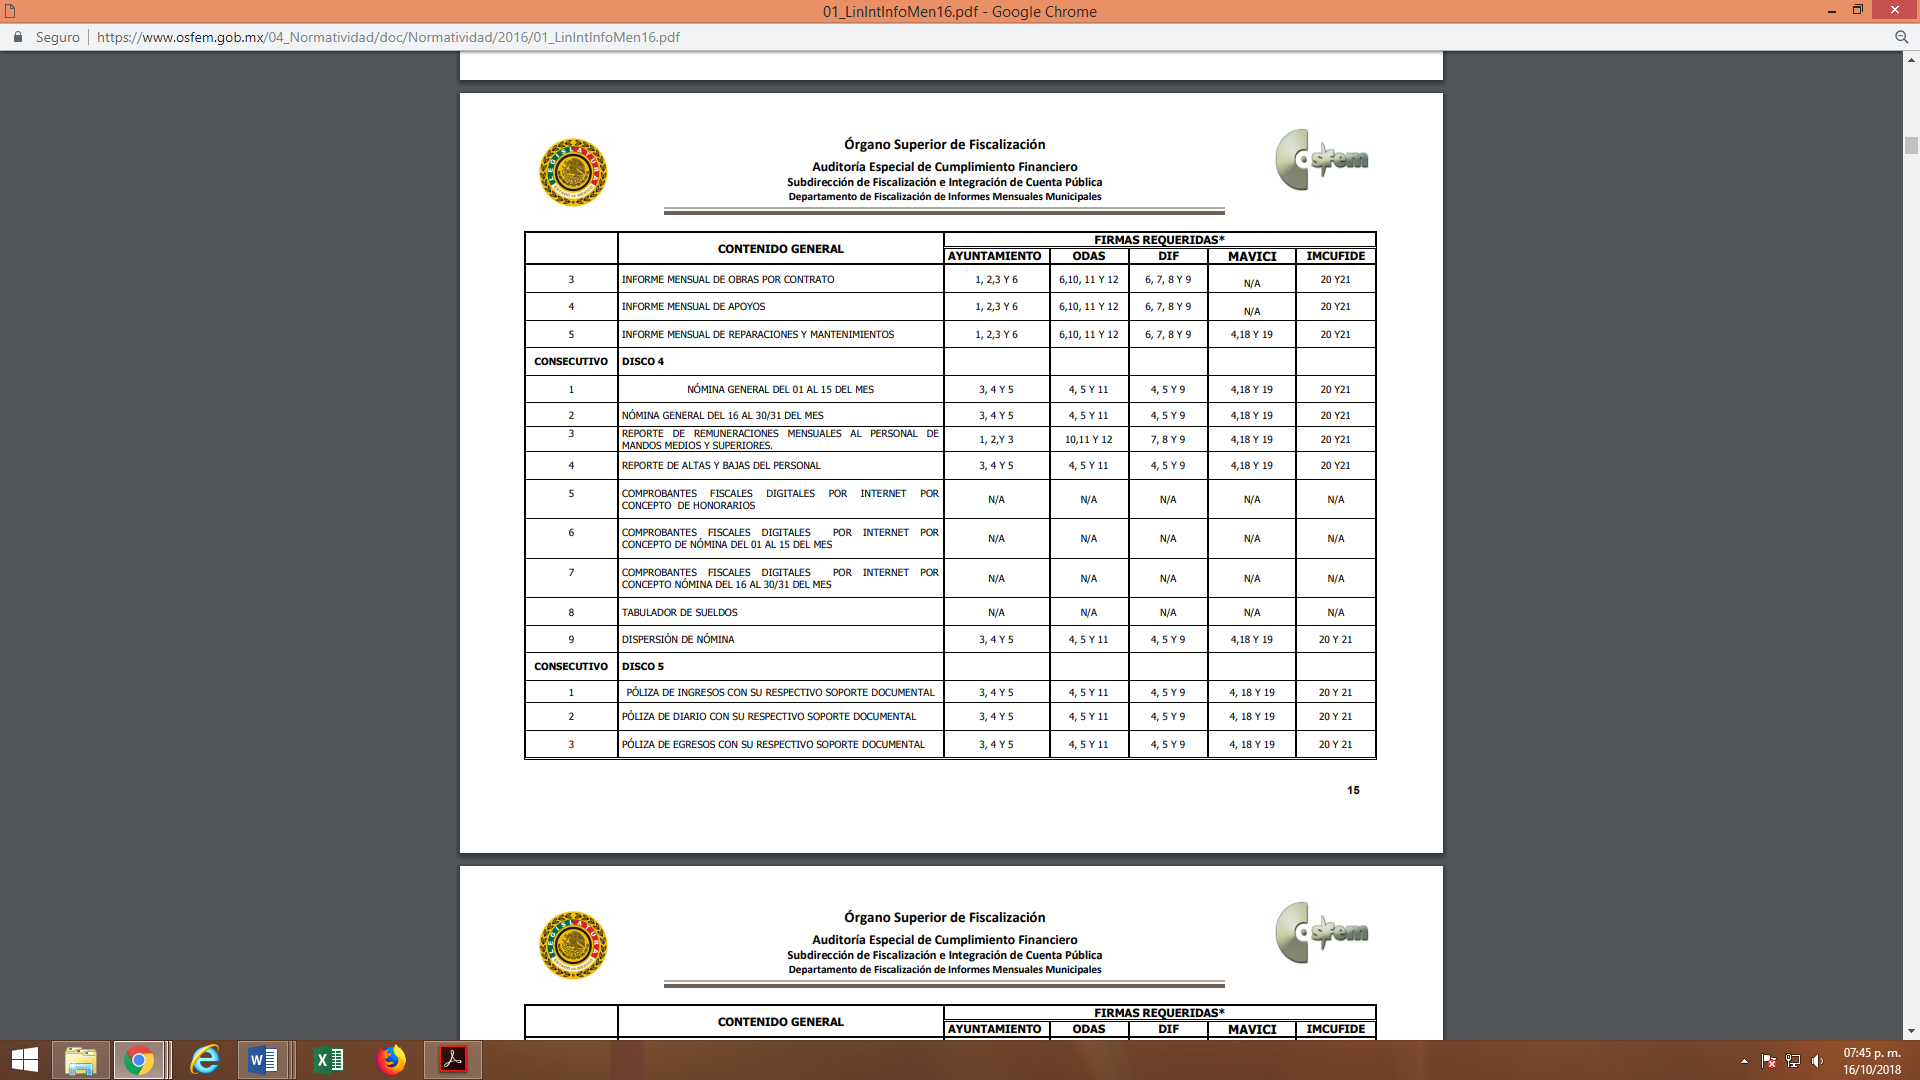 01_LinIntInfoMen16.pdf - Google Chrome
Seguro https://www.osfem.gob.mx/04_Normatividad/doc/Normatividad/2016/01_LinIntInfoMen16.pdf
Órgano Superior de Fiscalización
Auditoría Especial de Cumplimiento Financiero
Subdirección de Fiscalización e Integración de Cuenta Pública
Departamento de Fiscalización de Informes Mensuales Municipales
LEGISLATURA
Osfem
CONTENIDO GENERAL FIRMAS REQUERIDAS*
AYUNTAMIENTO ODAS DIF MAVICI IMCUFIDE
3 INFORME MENSUAL DE OBRAS POR CONTRATO 1, 2,3 Y 6 6,10, 11 Y 12 6, 7, 8 Y 9 N/A 20 Y21
4 INFORME MENSUAL DE APOYOS 1, 2,3 Y 6 6,10, 11 Y 12 6, 7, 8 Y 9 N/A 20 Y21
5 INFORME MENSUAL DE REPARACIONES Y MANTENIMIENTOS 1, 2,3 Y 6 6,10, 11 Y 12 6, 7, 8 Y 9 4,18 Y 19 20 Y21
CONSECUTIVO DISCO 4
1 NÓMINA GENERAL DEL 01 AL 15 DEL MES 3, 4 Y 5 4, 5 Y 11 4, 5 Y 9 4,18 Y 19 20 Y21
2 NÓMINA GENERAL DEL 16 AL 30/31 DEL MES 3, 4 Y 5 4, 5 Y 11 4, 5 Y 9 4,18 Y 19 20 Y21
3 REPORTE DE REMUNERACIONES MENSUALES AL PERSONAL DE
MANDOS MEDIOS Y SUPERIORES. 1, 2,Y 3 10,11 Y 12 7, 8 Y 9 4,18 Y 19 20 Y21
4 REPORTE DE ALTAS Y BAJAS DEL PERSONAL 3, 4 Y 5 4, 5 Y 11 4, 5 Y 9 4,18 Y 19 20 Y21
5 COMPROBANTES FISCALES DIGITALES POR INTERNET POR
CONCEPTO DE HONORARIOS N/A N/A N/A N/A N/A
6 COMPROBANTES FISCALES DIGITALES POR INTERNET POR
CONCEPTO DE NÓMINA DEL 01 AL 15 DEL MES N/A N/A N/A N/A N/A
7 COMPROBANTES FISCALES DIGITALES POR INTERNET POR
CONCEPTO NÓMINA DEL 16 AL 30/31 DEL MES N/A N/A N/A N/A N/A
8 TABULADOR DE SUELDOS N/A N/A N/A N/A N/A
9 DISPERSIÓN DE NÓMINA 3, 4 Y 5 4, 5 Y 11 4, 5 Y 9 4,18 Y 19 20 Y 21
CONSECUTIVO DISCO 5
1 PÓLIZA DE INGRESOS CON SU RESPECTIVO SOPORTE DOCUMENTAL 3, 4 Y 5 4, 5 Y 11 4, 5 Y 9 4, 18 Y 19 20 Y 21
2 PÓLIZA DE DIARIO CON SU RESPECTIVO SOPORTE DOCUMENTAL 3, 4 Y 5 4, 5 Y 11 4, 5 Y 9 4, 18 Y 19 20 Y 21
3 PÓLIZA DE EGRESOS CON SU RESPECTIVO SOPORTE DOCUMENTAL 3, 4 Y 5 4, 5 Y 11 4, 5 Y 9 4, 18 Y 19 20 Y 21
15
Órgano Superior de Fiscalización
Auditoría Especial de Cumplimiento Financiero
Subdirección de Fiscalización e Integración de Cuenta Pública
Departamento de Fiscalización de Informes Mensuales Municipales
LEGISLATURA
Osfem
CONTENIDO GENERAL FIRMAS REQUERIDAS*
AYUNTAMIENTO ODAS DIF MAVICI IMCUFIDE
07:45 p. m.
16/10/2018